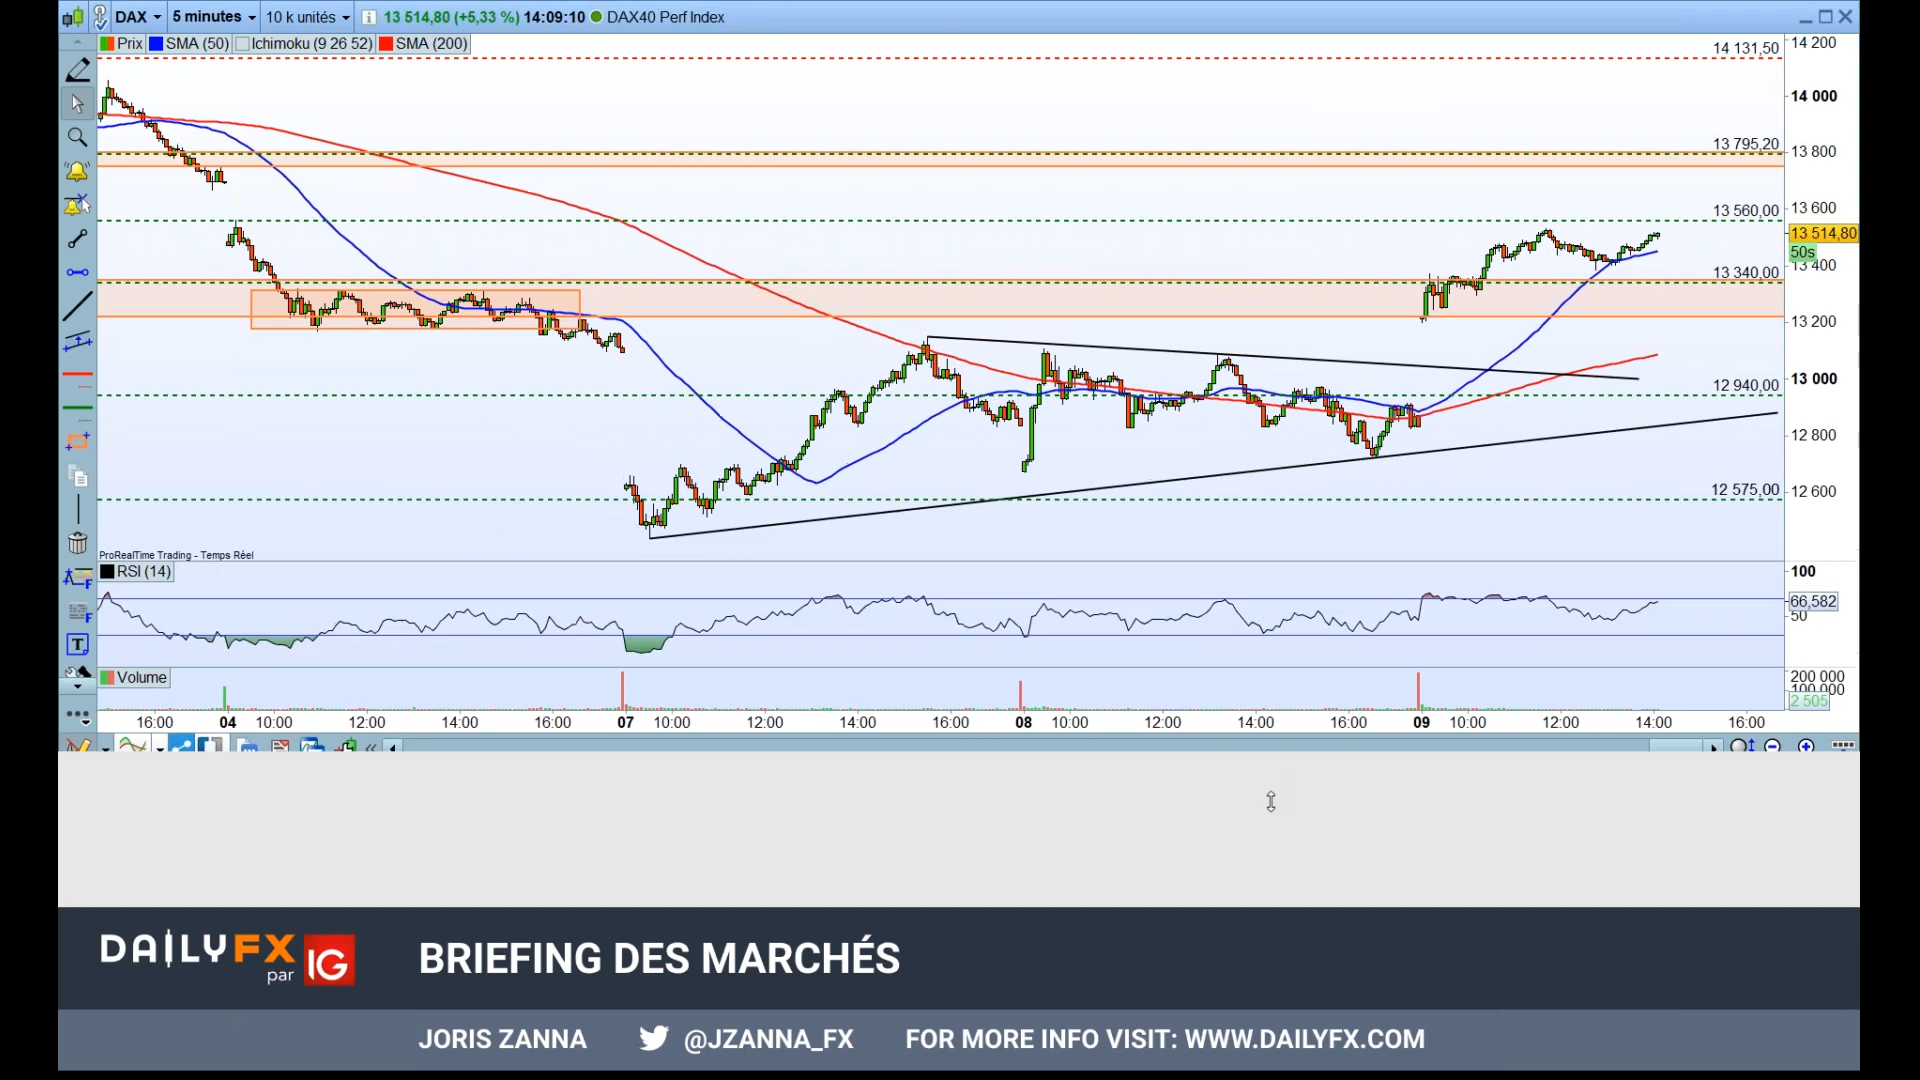 DAX 5 minutes 10 k unités 13 514,80 (+5,33 %) 14:09:10 DAX40 Perf Index
Prix SMA (50) Ichimoku (9 26 52) SMA (200)
14 200
14 131,50
14 000
13 795,20
13 800
13 600
13 560,00
13 514,80
50s
13 400
13 340,00
13 200
13 000
12 940,00
12 800
12 600
12 575,00
ProRealTime Trading - Temps Réel
RSI (14)
100
66,582
50
Volume
200 000
100 000
2 505
16:00 04 10:00 12:00 14:00 16:00 07 10:00 12:00 14:00 16:00 08 10:00 12:00 14:00 16:00 09 10:00 12:00 14:00 16:00
DAILYFX
par IG
BRIEFING DES MARCHÉS
JORIS ZANNA @JZANNA_FX FOR MORE INFO VISIT: WWW.DAILYFX.COM